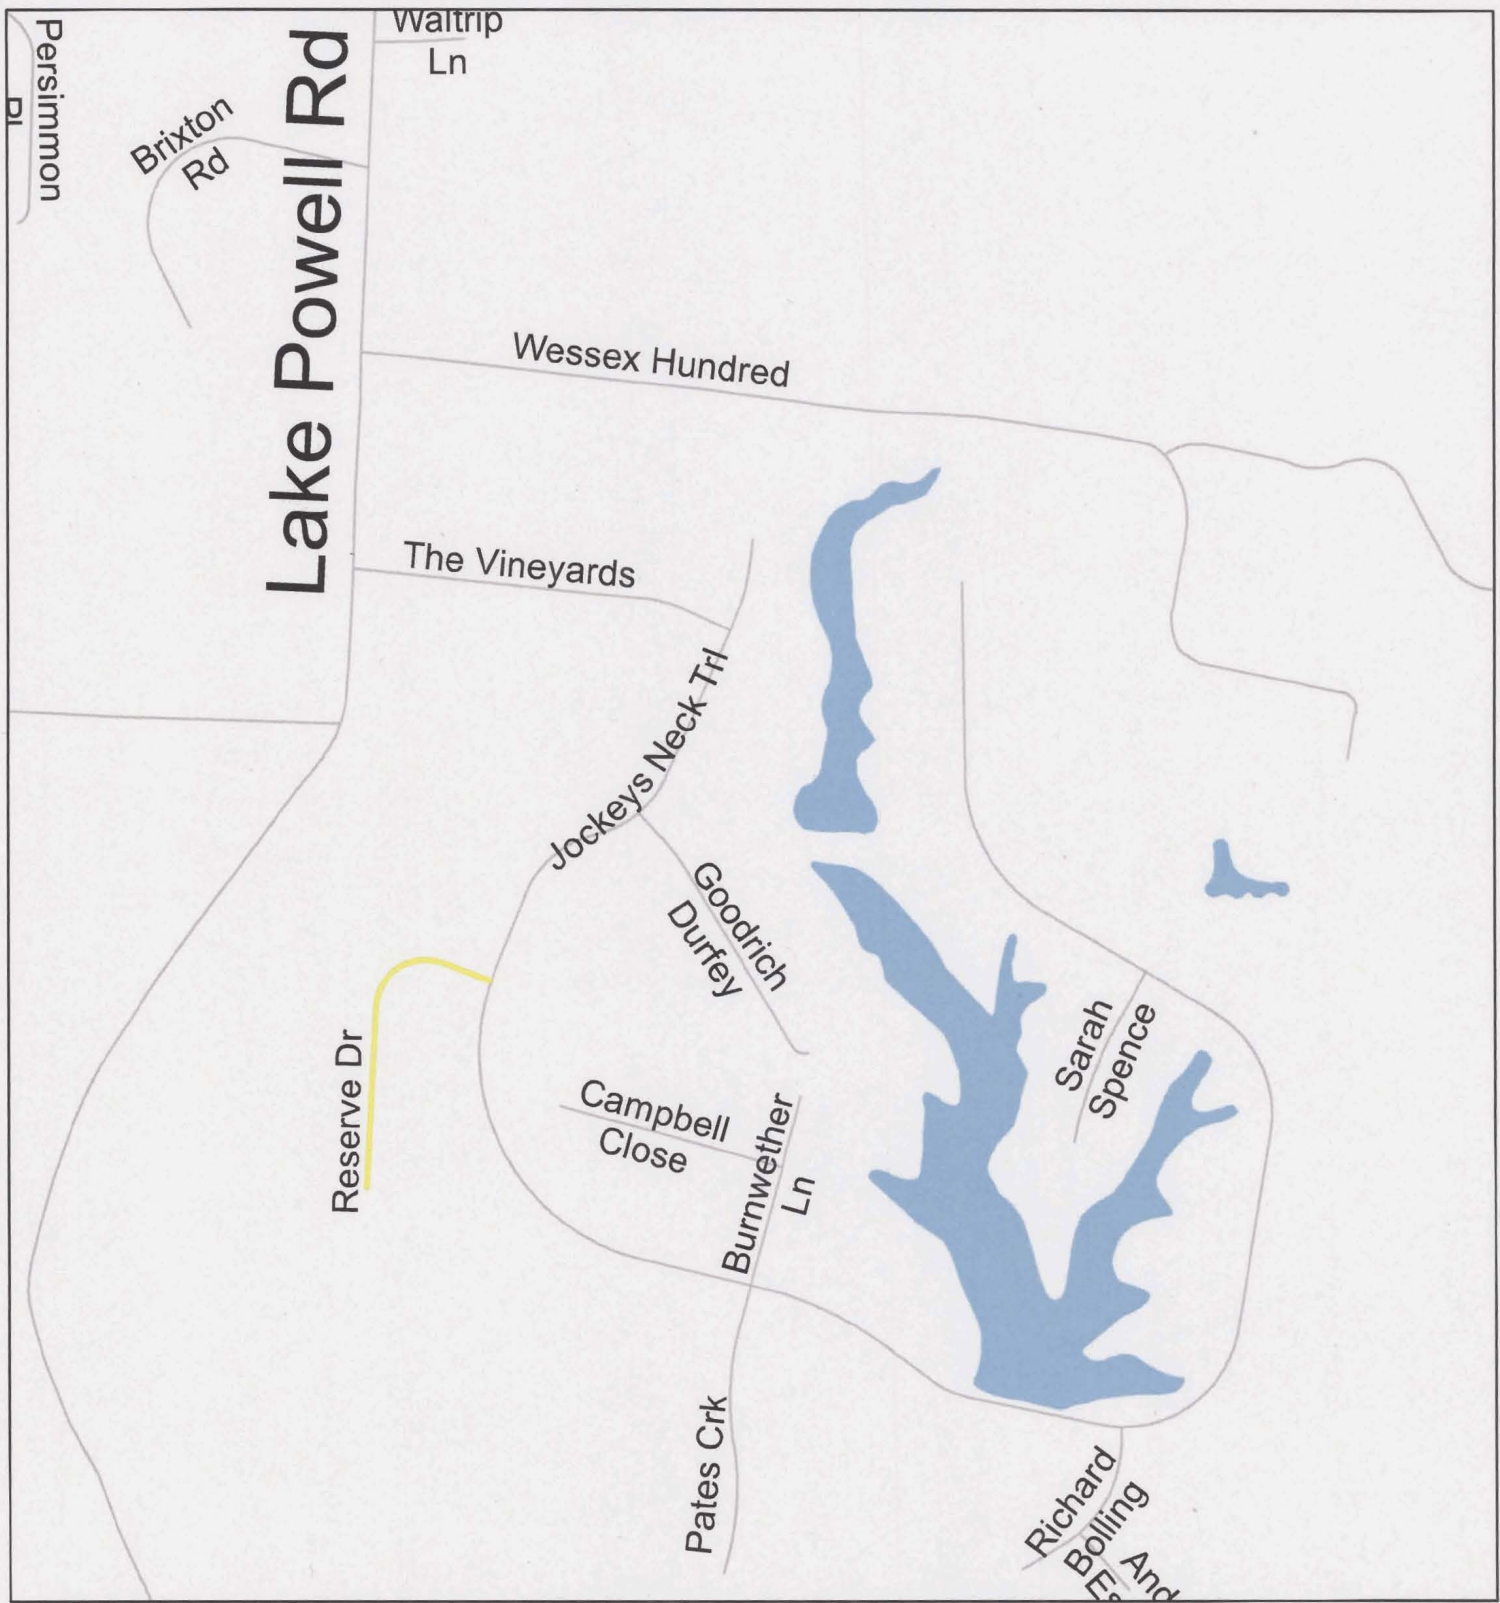 Waltrip
Ln
Persimmon
Pl
Brixton
Rd
Lake Powell Rd
Wessex Hundred
The Vineyards
Jockeys Neck Trl
Goodrich
Durfey
Reserve Dr
Sarah
Spence
Campbell
Close
Burnwether
Ln
Pates Crk
Richard
Bolling